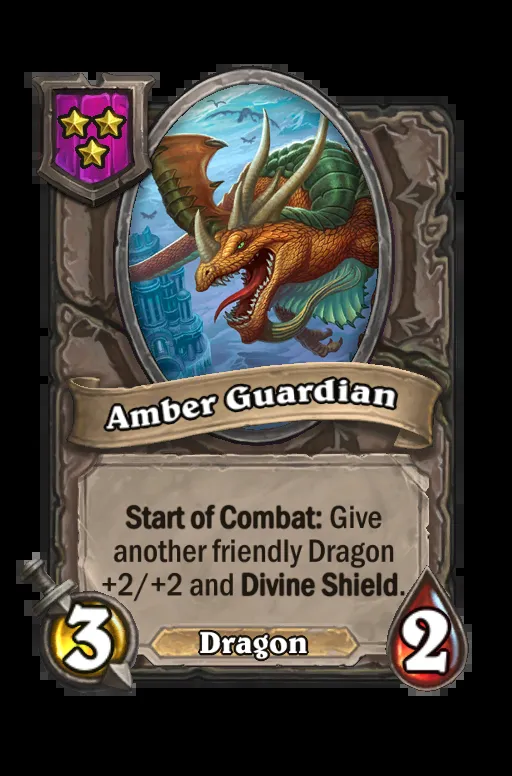 Amber Guardian
Start of Combat: Give
another friendly Dragon
+2/+2 and Divine Shield.
3
Dragon
2